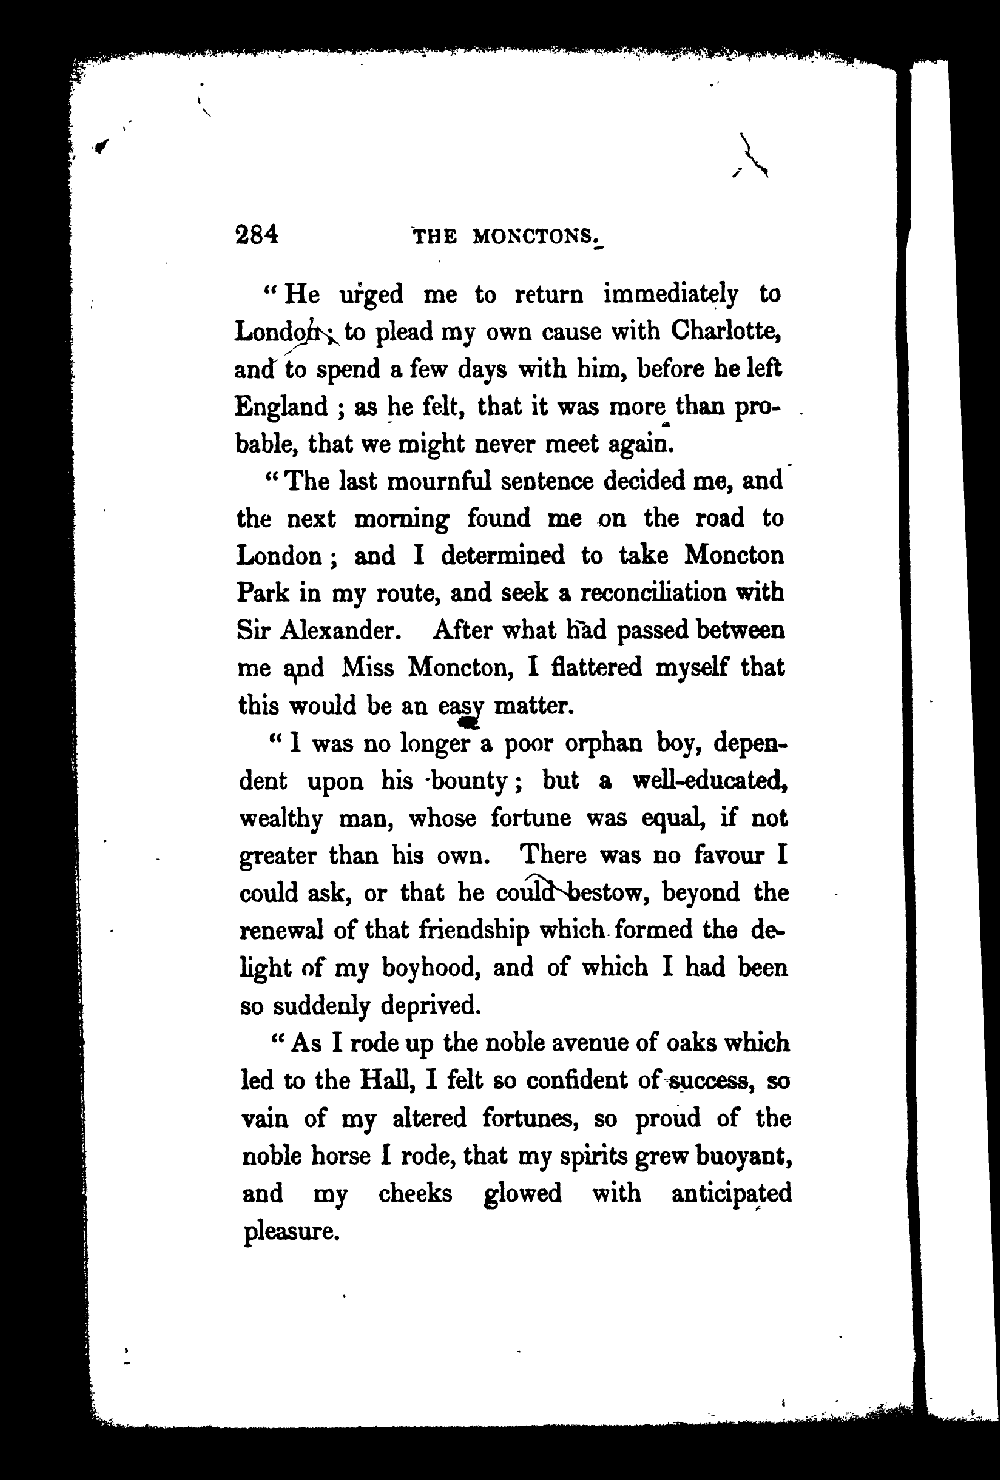 284 THE MONCTONS.
“ He urged me to return immediately to
London; to plead my own cause with Charlotte,
and to spend a few days with him, before he left
England ; as he felt, that it was more than pro-
bable, that we might never meet again.
“ The last mournful sentence decided me, and
the next morning found me on the road to
London ; and I determined to take Moncton
Park in my route, and seek a reconciliation with
Sir Alexander. After what had passed between
me and Miss Moncton, I flattered myself that
this would be an easy matter.
“ I was no longer a poor orphan boy, depen-
dent upon his bounty ; but a well-educated,
wealthy man, whose fortune was equal, if not
greater than his own. There was no favour I
could ask, or that he could bestow, beyond the
renewal of that friendship which formed the de-
light of my boyhood, and of which I had been
so suddenly deprived.
“ As I rode up the noble avenue of oaks which
led to the Hall, I felt so confident of success, so
vain of my altered fortunes, so proud of the
noble horse I rode, that my spirits grew buoyant,
and my cheeks glowed with anticipated
pleasure.